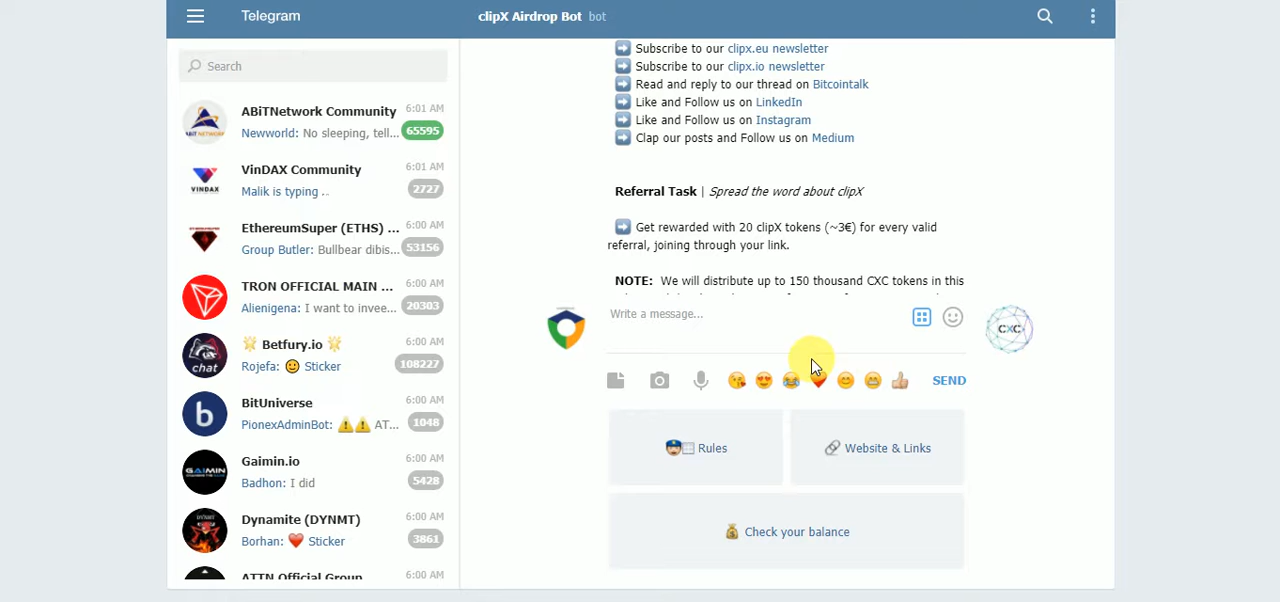 Telegram
clipX Airdrop Bot bot
Search
ABiTNetwork Community 6:01 AM
Newworld: No sleeping, tell... 65595
VinDAX Community 6:01 AM
Malik is typing ..
2727
EthereumSuper (ETHS) ... 6:00 AM
Group Butler: Bullbear dibis... 53156
TRON OFFICIAL MAIN ... 6:00 AM
Alienigena: I want to invee... 20303
Betfury.io 6:00 AM
Rojefa: Sticker 108227
BitUniverse 6:00 AM
PionexAdminBot: ⚠️⚠️ AT... 1048
Gaimin.io 6:00 AM
Badhon: I did 5428
Dynamite (DYNMT) 6:00 AM
Borhan: ❤️ Sticker 3861
ATTN Official Group 6:00 AM
VINDAX
chat
GAIMIN
DYNMT
➡️ Subscribe to our clipx.eu newsletter
➡️ Subscribe to our clipx.io newsletter
➡️ Read and reply to our thread on Bitcointalk
➡️ Like and Follow us on LinkedIn
➡️ Like and Follow us on Instagram
➡️ Clap our posts and Follow us on Medium
Referral Task | Spread the word about clipX
➡️ Get rewarded with 20 clipX tokens (~3€) for every valid
referral, joining through your link.
NOTE: We will distribute up to 150 thousand CXC tokens in this
Write a message...
CXC
SEND
Rules
Website & Links
Check your balance